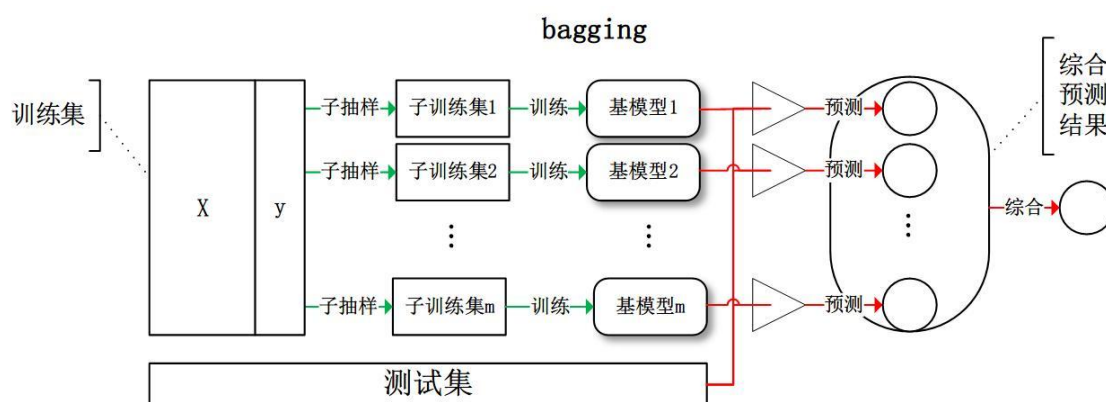 bagging
训练集
X
y
子抽样
子训练集1
训练
基模型1
预测
子抽样
子训练集2
训练
基模型2
预测
子抽样
子训练集m
训练
基模型m
预测
综合
预测
结果
综合
测试集